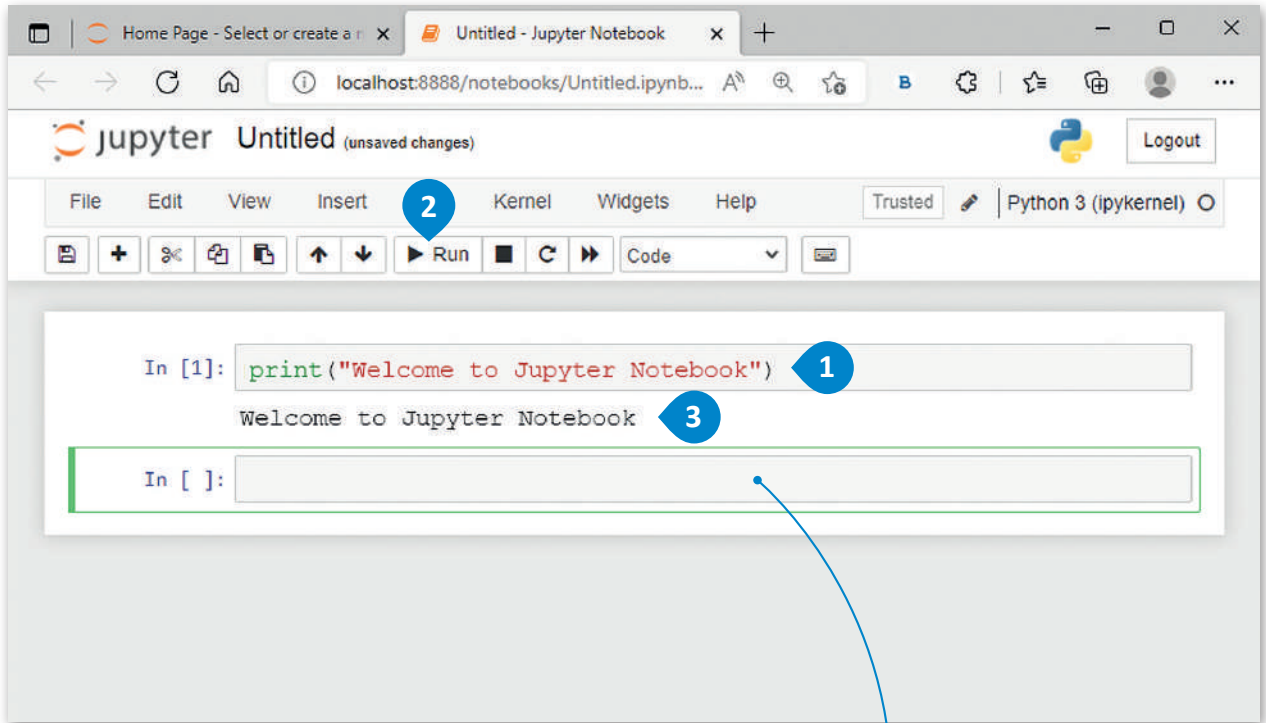 Home Page - Select or create a n
Untitled - Jupyter Notebook
localhost:8888/notebooks/Untitled.ipynb...
B
jupyter Untitled (unsaved changes)
Logout
File Edit View Insert 2 Kernel Widgets Help Trusted Python 3 (ipykernel)
Run Code
In [1]: print("Welcome to Jupyter Notebook") 1
Welcome to Jupyter Notebook 3
In [ ]: